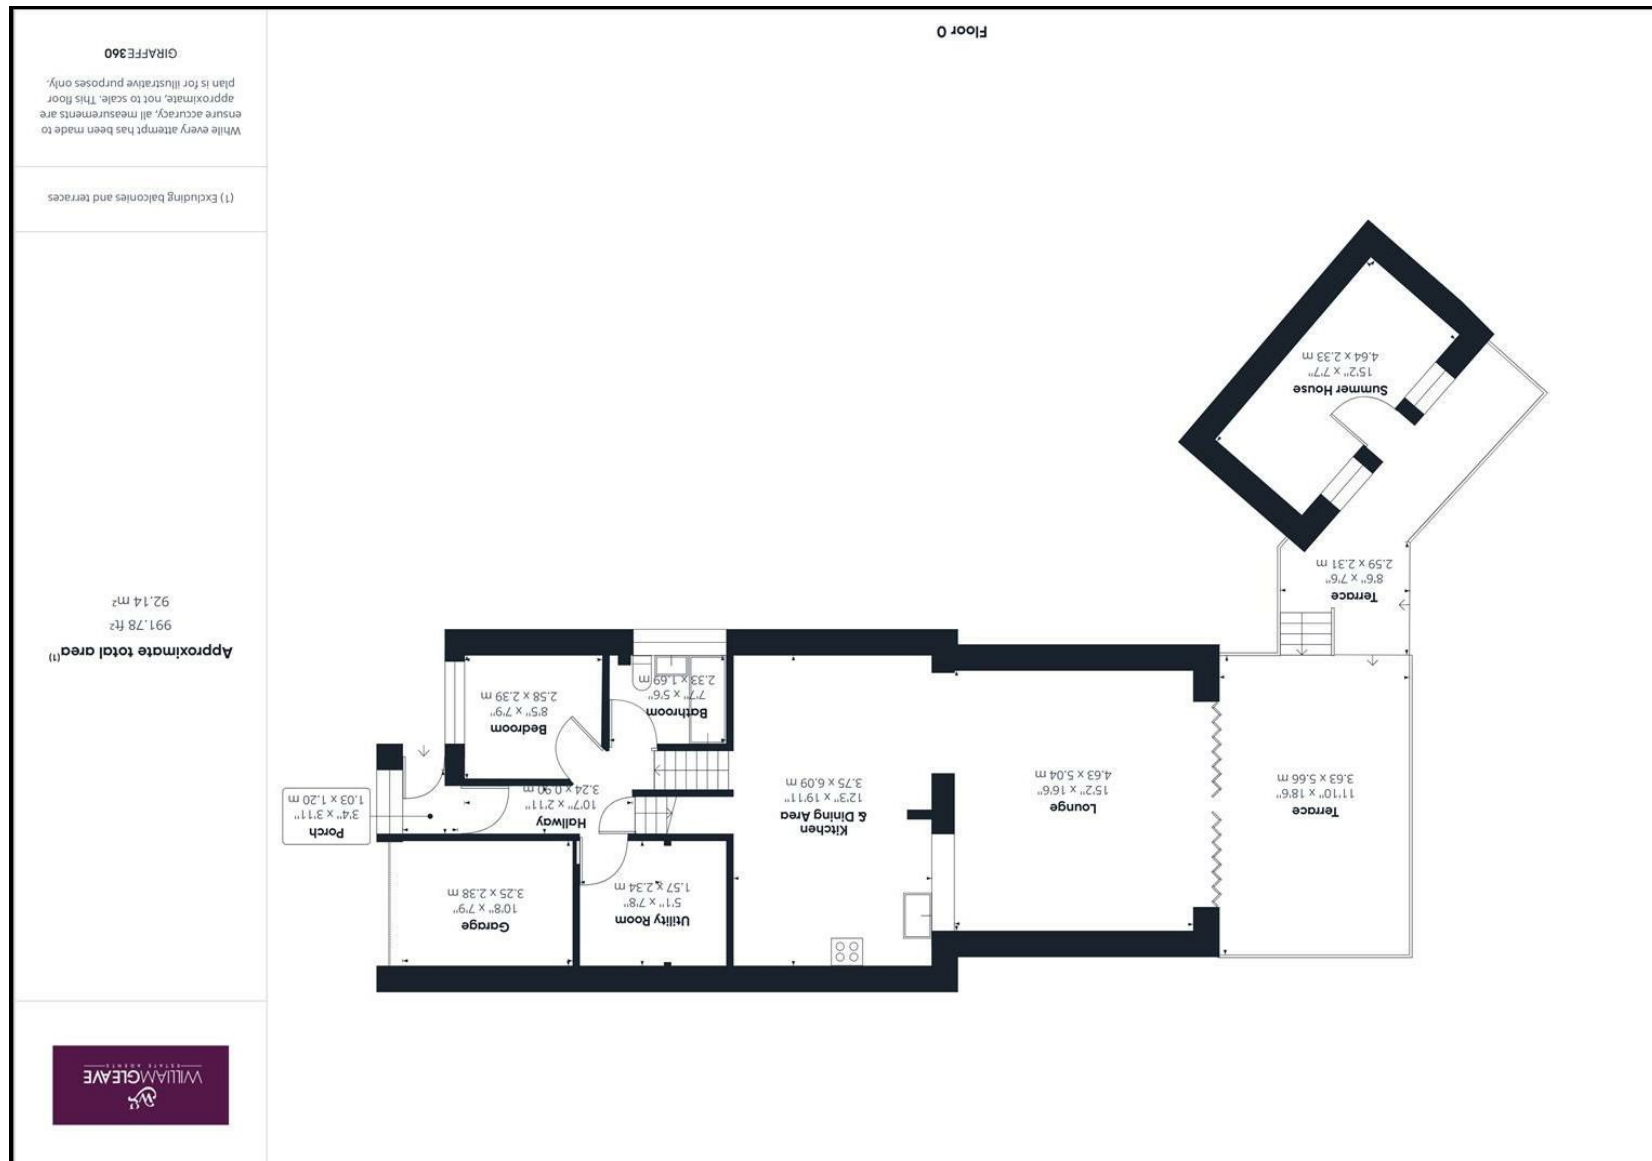 WILLIAMGLEAVE
ESTATE AGENTS
Approximate total area(1)
991.78 ft²
92.14 m²
(1) Excluding balconies and terraces
While every attempt has been made to
ensure accuracy, all measurements are
approximate, not to scale. This floor
plan is for illustrative purposes only.
GIRAFFE360
Garage
10'8" x 7'9"
3.25 x 2.38 m
Utility Room
5'1" x 7'8"
1.57 x 2.34 m
Porch
3'4" x 3'11"
1.03 x 1.20 m
Hallway
10'7" x 2'11"
3.24 x 0.90 m
Kitchen
& Dining Area
12'3" x 19'11"
3.75 x 6.09 m
Lounge
15'2" x 16'6"
4.63 x 5.04 m
Terrace
11'10" x 18'6"
3.63 x 5.66 m
Bedroom
8'5" x 7'9"
2.58 x 2.39 m
Bathroom
7'7" x 5'6"
2.33 x 1.69 m
Terrace
8'6" x 7'6"
2.59 x 2.31 m
Summer House
15'2" x 7'7"
4.64 x 2.33 m
Floor 0